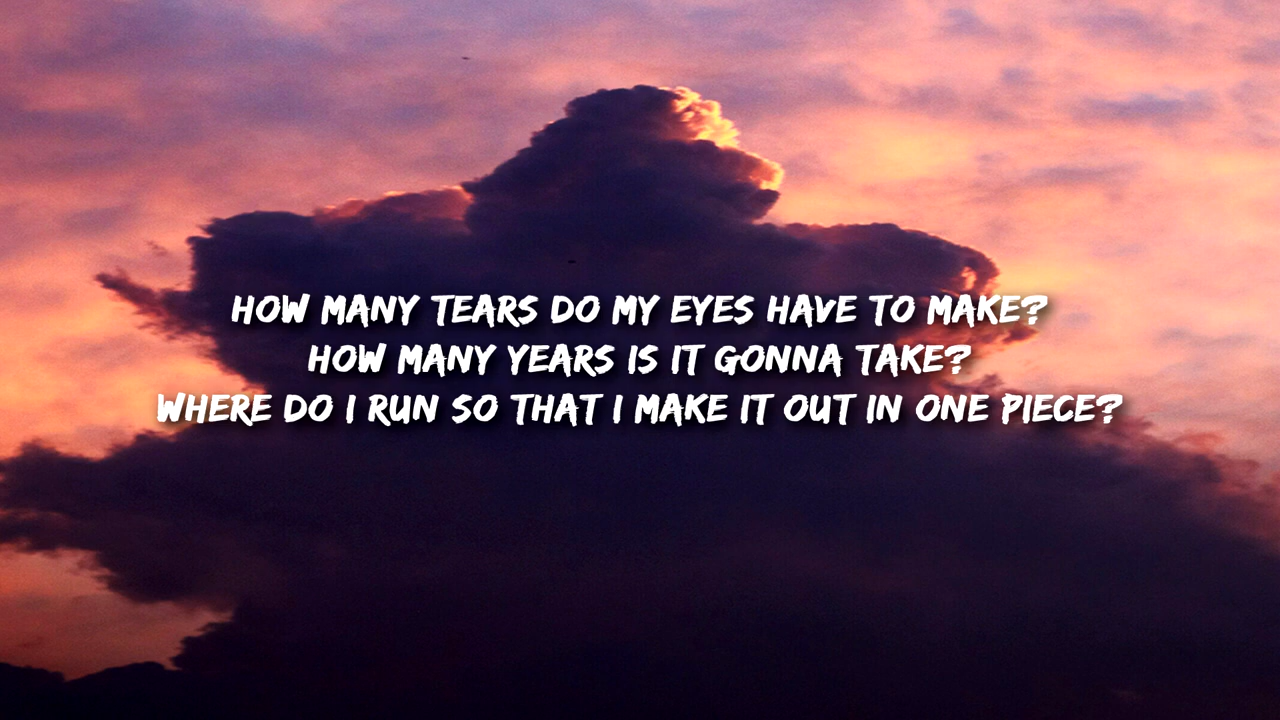 HOW MANY TEARS DO MY EYES HAVE TO MAKE?
HOW MANY YEARS IS IT GONNA TAKE?
WHERE DO I RUN SO THAT I MAKE IT OUT IN ONE PIECE?